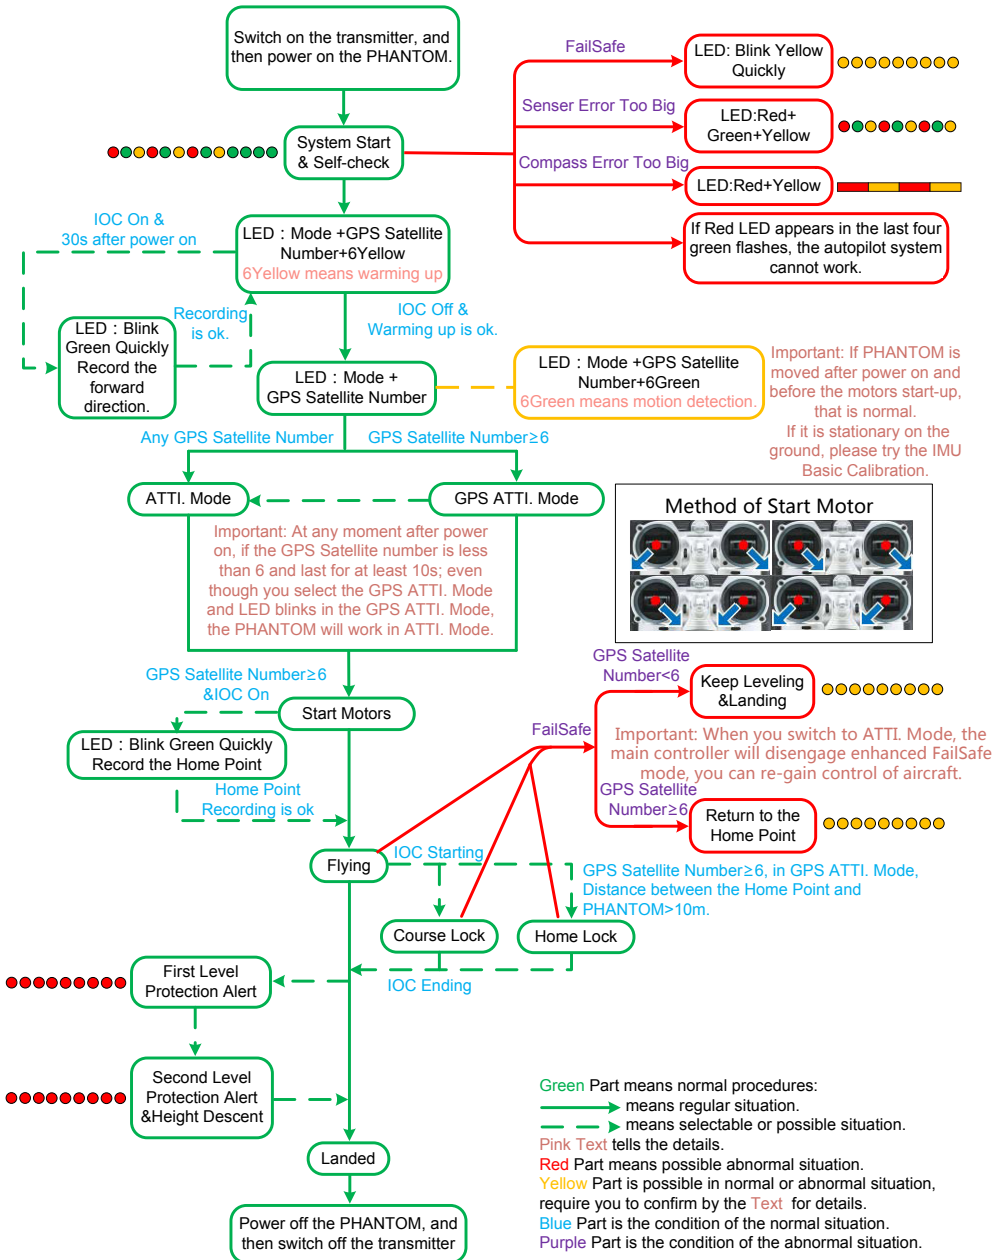 Switch on the transmitter, and
then power on the PHANTOM.
FailSafe
LED: Blink Yellow
Quickly
Senser Error Too Big
LED:Red+
Green+Yellow
System Start
& Self-check
Compass Error Too Big
LED:Red+Yellow
If Red LED appears in the last four
green flashes, the autopilot system
cannot work.
IOC On &
30s after power on
LED：Mode +GPS Satellite
Number+6Yellow
6Yellow means warming up
Recording
is ok.
IOC Off &
Warming up is ok.
LED：Blink
Green Quickly
Record the
forward
direction.
LED：Mode +
GPS Satellite Number
LED：Mode +GPS Satellite
Number+6Green
6Green means motion detection.
Important: If PHANTOM is
moved after power on and
before the motors start-up,
that is normal.
If it is stationary on the
ground, please try the IMU
Basic Calibration.
Any GPS Satellite Number
GPS Satellite Number≥6
ATTI. Mode
GPS ATTI. Mode
Important: At any moment after power
on, if the GPS Satellite number is less
than 6 and last for at least 10s; even
though you select the GPS ATTI. Mode
and LED blinks in the GPS ATTI. Mode,
the PHANTOM will work in ATTI. Mode.
Method of Start Motor
GPS Satellite Number≥6
&IOC On
Start Motors
LED：Blink Green Quickly
Record the Home Point
Home Point
Recording is ok
GPS Satellite
Number<6
Keep Leveling
&Landing
FailSafe
Important: When you switch to ATTI. Mode, the
main controller will disengage enhanced FailSafe
mode, you can re-gain control of aircraft.
GPS Satellite
Number≥6
Return to the
Home Point
Flying
IOC Starting
GPS Satellite Number≥6, in GPS ATTI. Mode,
Distance between the Home Point and
PHANTOM>10m.
Course Lock
Home Lock
IOC Ending
First Level
Protection Alert
Second Level
Protection Alert
&Height Descent
Landed
Power off the PHANTOM, and
then switch off the transmitter
Green Part means normal procedures:
means regular situation.
means selectable or possible situation.
Pink Text tells the details.
Red Part means possible abnormal situation.
Yellow Part is possible in normal or abnormal situation,
require you to confirm by the Text for details.
Blue Part is the condition of the normal situation.
Purple Part is the condition of the abnormal situation.